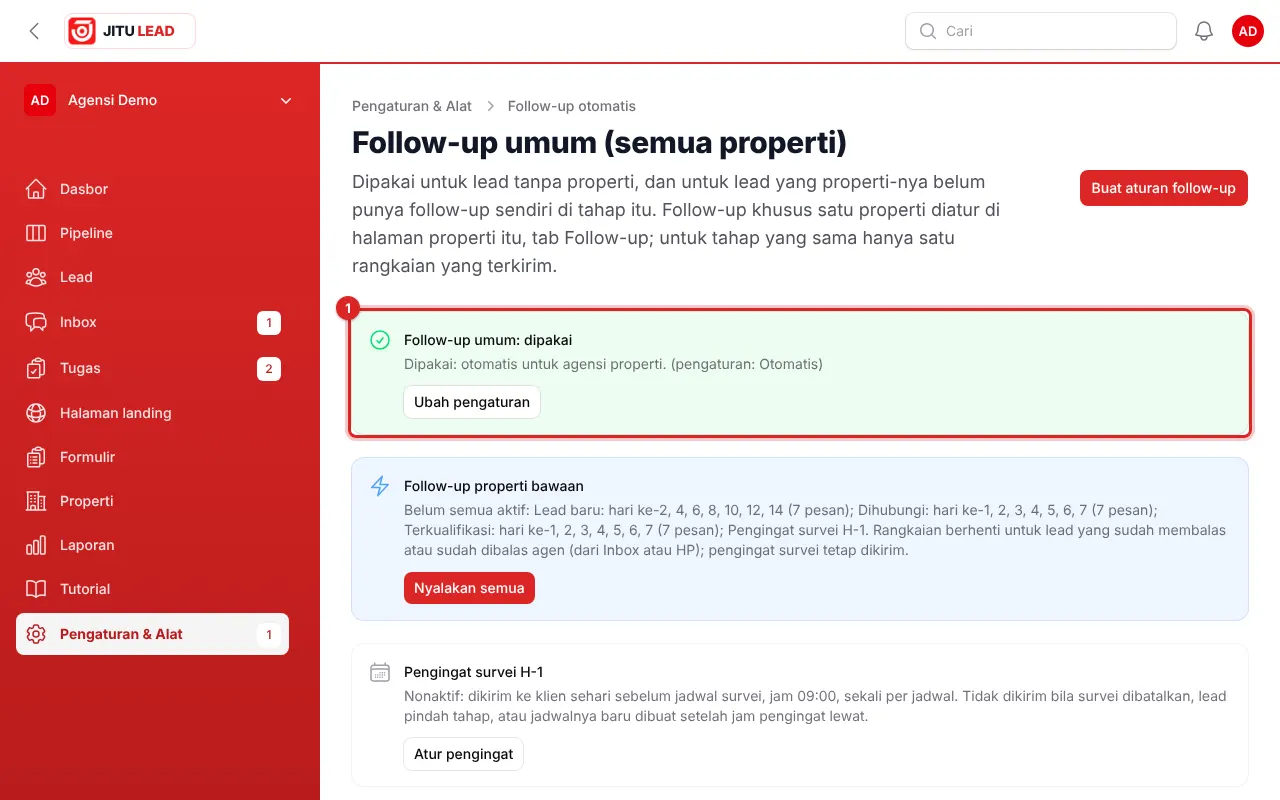 JITU LEAD
Cari
AD
AD
Agensi Demo
Dasbor
Pipeline
Lead
Inbox
1
Tugas
2
Halaman landing
Formulir
Properti
Laporan
Tutorial
Pengaturan & Alat
1
Pengaturan & Alat
Follow-up otomatis
Follow-up umum (semua properti)
Dipakai untuk lead tanpa properti, dan untuk lead yang properti-nya belum
punya follow-up sendiri di tahap itu. Follow-up khusus satu properti diatur di
halaman properti itu, tab Follow-up; untuk tahap yang sama hanya satu
rangkaian yang terkirim.
Buat aturan follow-up
1
Follow-up umum: dipakai
Dipakai: otomatis untuk agensi properti. (pengaturan: Otomatis)
Ubah pengaturan
Follow-up properti bawaan
Belum semua aktif: Lead baru: hari ke-2, 4, 6, 8, 10, 12, 14 (7 pesan); Dihubungi: hari ke-1, 2, 3, 4, 5, 6, 7 (7 pesan);
Terkualifikasi: hari ke-1, 2, 3, 4, 5, 6, 7 (7 pesan); Pengingat survei H-1. Rangkaian berhenti untuk lead yang sudah membalas
atau sudah dibalas agen (dari Inbox atau HP); pengingat survei tetap dikirim.
Nyalakan semua
Pengingat survei H-1
Nonaktif: dikirim ke klien sehari sebelum jadwal survei, jam 09:00, sekali per jadwal. Tidak dikirim bila survei dibatalkan, lead
pindah tahap, atau jadwalnya baru dibuat setelah jam pengingat lewat.
Atur pengingat